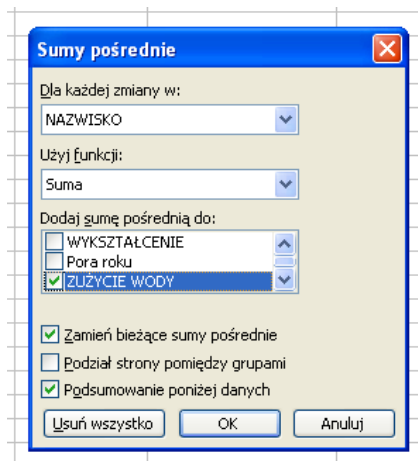 Sumy pośrednie
Dla każdej zmiany w:
NAZWISKO
Użyj funkcji:
Suma
Dodaj sumę pośrednią do:
WYKSZTAŁCENIE
Pora roku
ZUŻYCIE WODY
Zamień bieżące sumy pośrednie
Podział strony pomiędzy grupami
Podsumowanie poniżej danych
Usuń wszystko OK Anuluj